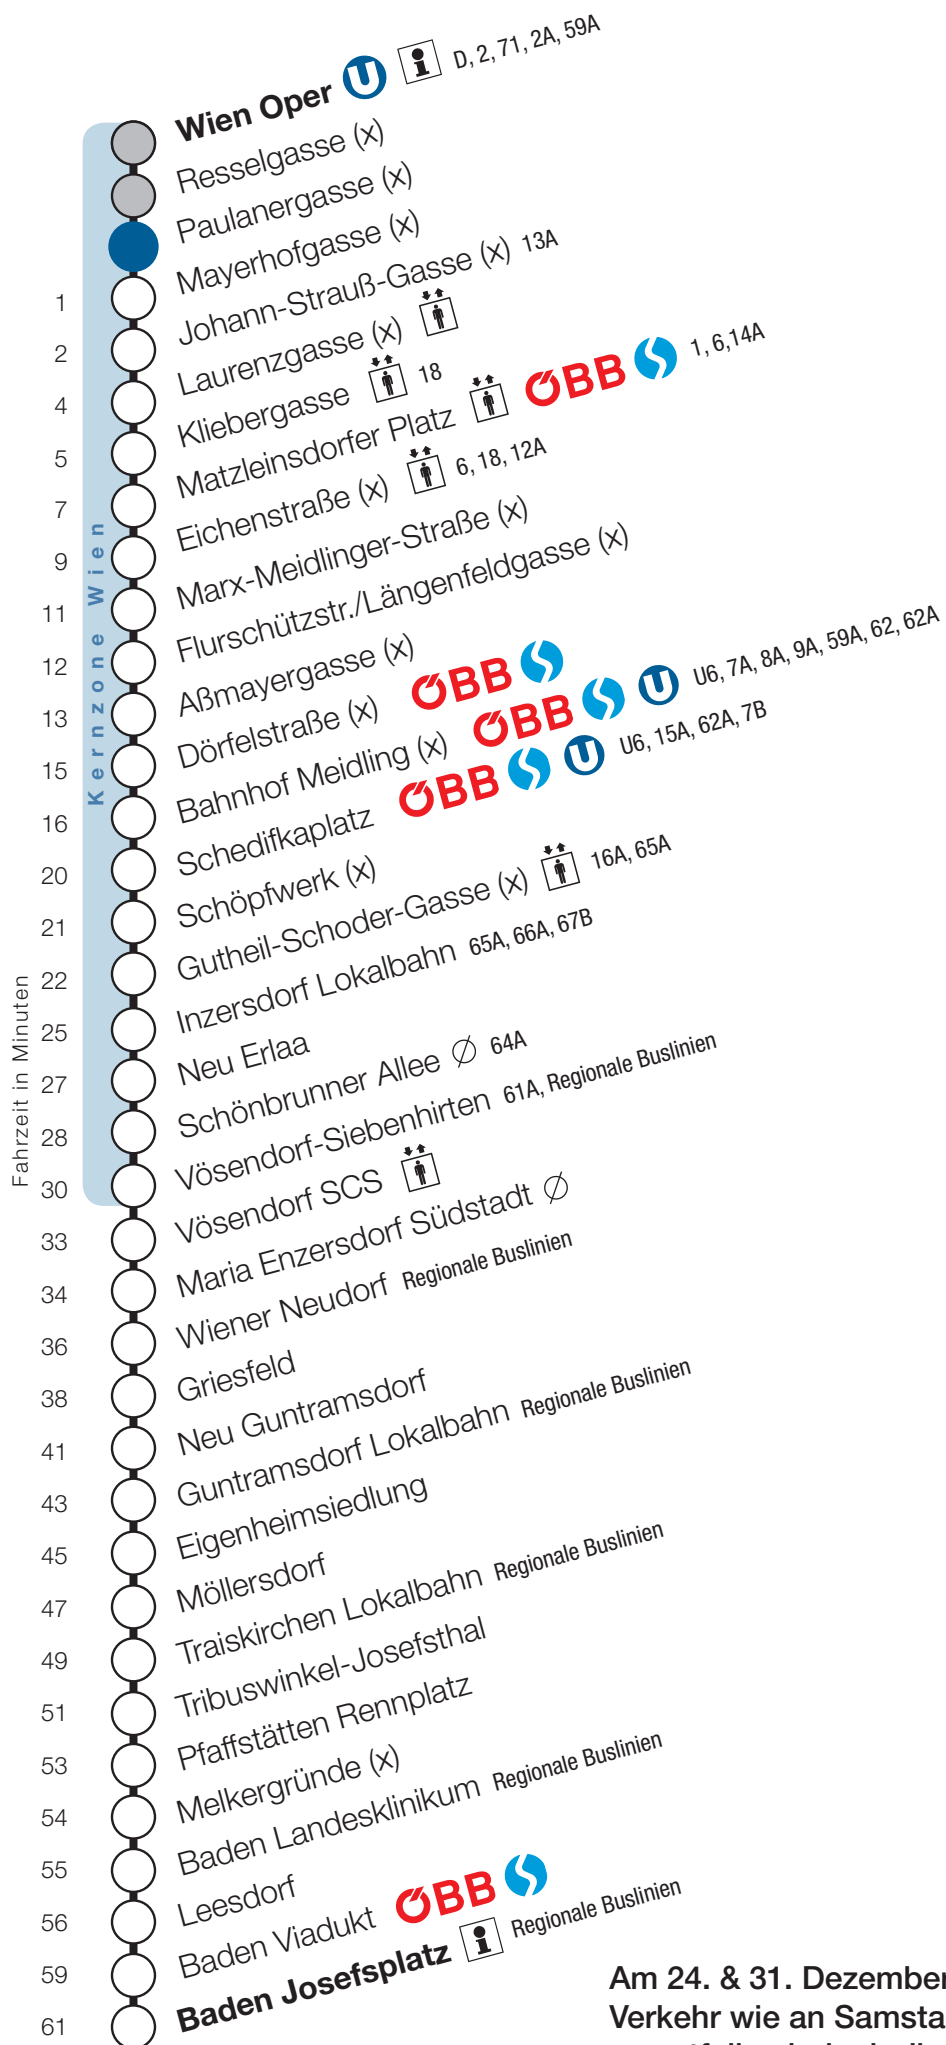 Wien Oper U i D, 2, 71, 2A, 59A
Resselgasse (x)
Paulanergasse (x)
1 Mayerhofgasse (x)
2 Johann-Strauß-Gasse (x) 13A
4 Laurenzgasse (x)
5 Kliebergasse 18
7 Matzleinsdorfer Platz ÖBB S 1, 6,14A
9 Eichenstraße (x) 6, 18, 12A
11 Marx-Meidlinger-Straße (x)
12 Flurschützstr./Längenfeldgasse (x)
13 Aßmayergasse (x)
15 Dörfelstraße (x) ÖBB S
16 Bahnhof Meidling (x) ÖBB S U U6, 7A, 8A, 9A, 59A, 62, 62A
20 Schedifkaplatz ÖBB S U U6, 15A, 62A, 7B
21 Schöpfwerk (x)
22 Gutheil-Schoder-Gasse (x) 16A, 65A
25 Inzersdorf Lokalbahn 65A, 66A, 67B
27 Neu Erlaa
28 Schönbrunner Allee ∅ 64A
30 Vösendorf-Siebenhirten 61A, Regionale Buslinien
33 Vösendorf SCS
34 Maria Enzersdorf Südstadt ∅
36 Wiener Neudorf Regionale Buslinien
38 Griesfeld
41 Neu Guntramsdorf
43 Guntramsdorf Lokalbahn Regionale Buslinien
45 Eigenheimsiedlung
47 Möllersdorf
49 Traiskirchen Lokalbahn Regionale Buslinien
51 Tribuswinkel-Josefsthal
53 Pfaffstätten Rennplatz
54 Melkergründe (x)
55 Baden Landesklinikum Regionale Buslinien
56 Leesdorf
59 Baden Viadukt ÖBB S
61 Baden Josefsplatz i Regionale Buslinien
Kernzone Wien
Fahrzeit in Minuten
Am 24. & 31. Dezember
Verkehr wie an Samsta